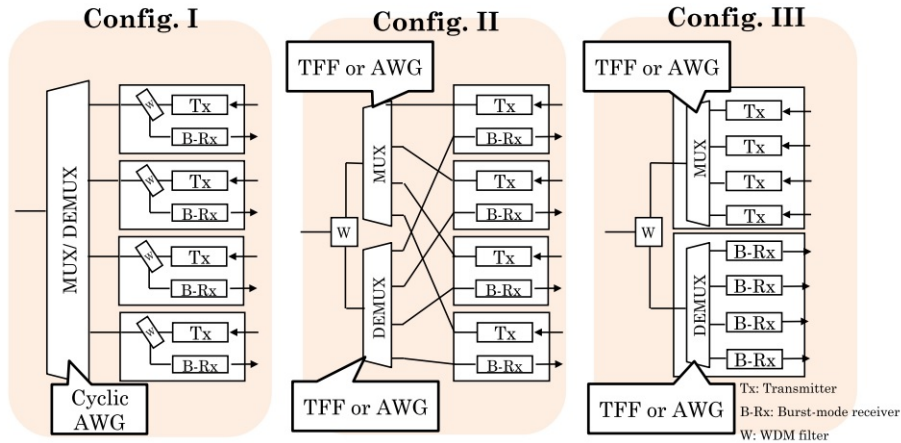 Config. I
MUX/ DEMUX
W
Tx
B-Rx
W
Tx
B-Rx
W
Tx
B-Rx
W
Tx
B-Rx
Cyclic
AWG
Config. II
TFF or AWG
W
MUX
DEMUX
Tx
B-Rx
Tx
B-Rx
Tx
B-Rx
Tx
B-Rx
TFF or AWG
Config. III
TFF or AWG
W
MUX
Tx
Tx
Tx
Tx
DEMUX
B-Rx
B-Rx
B-Rx
B-Rx
TFF or AWG
Tx: Transmitter
B-Rx: Burst-mode receiver
W: WDM filter